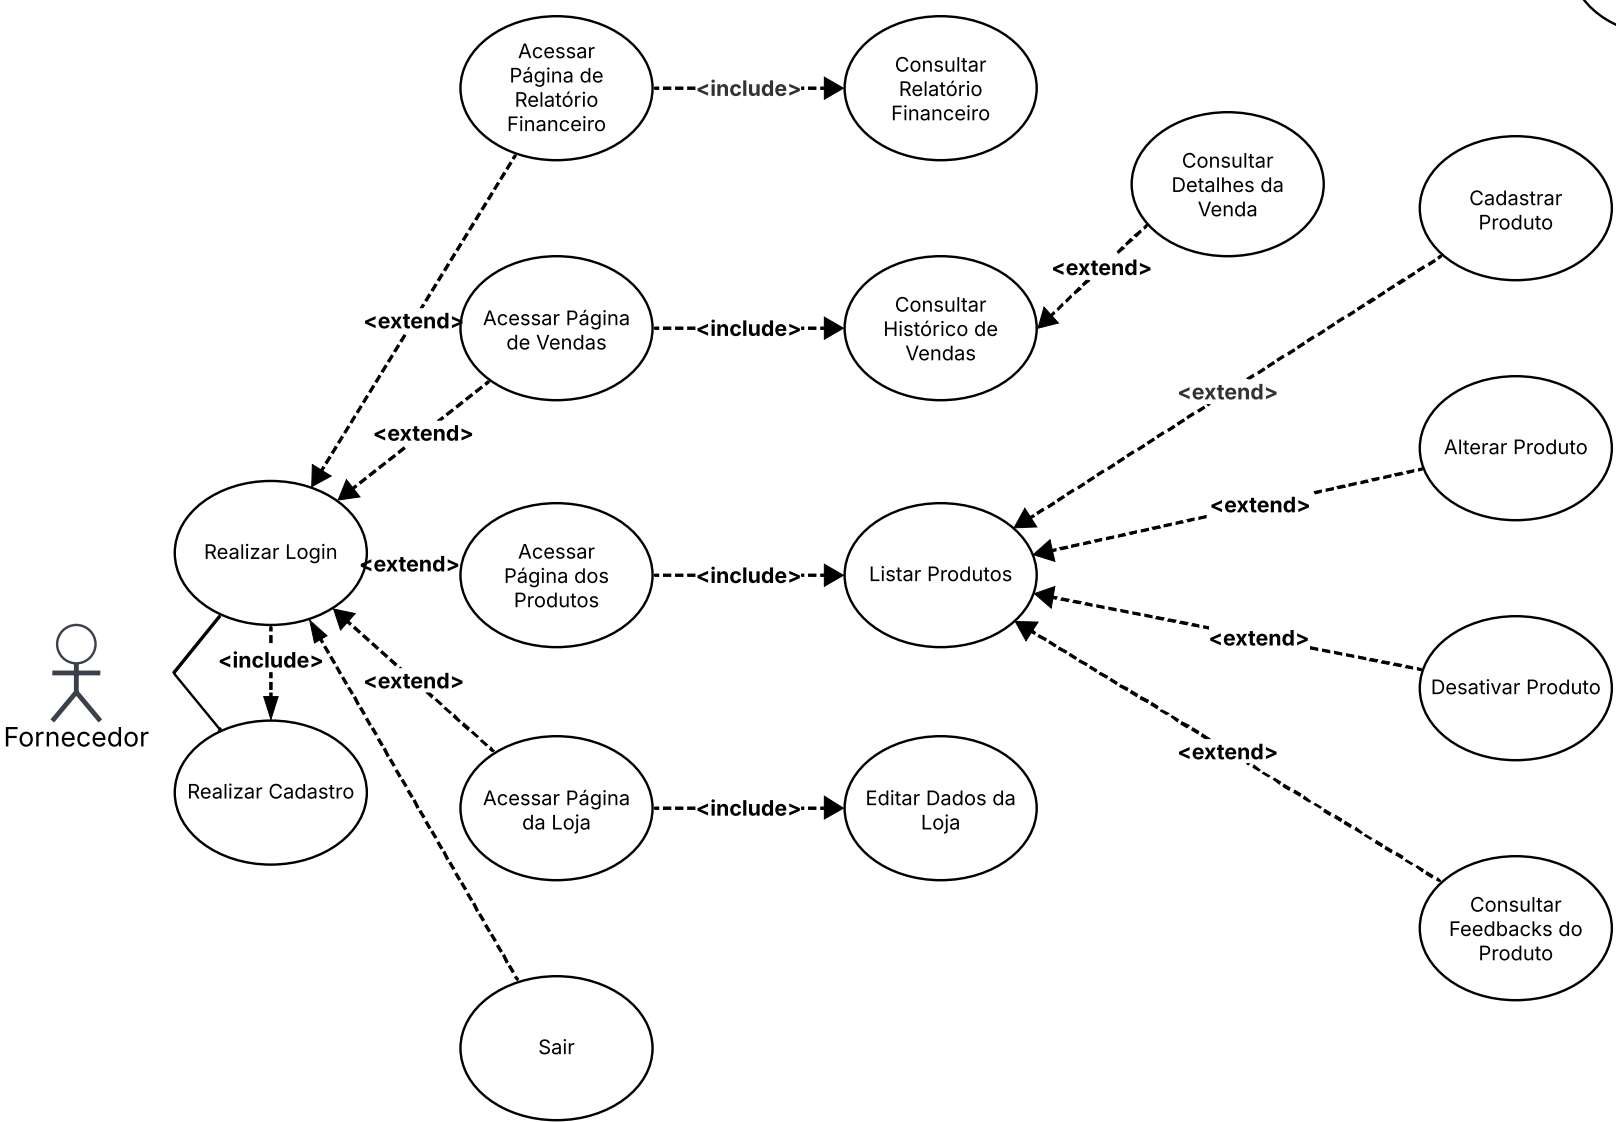 Acessar
Página de
Relatório
Financeiro
<include>
Consultar
Relatório
Financeiro
Consultar
Detalhes da
Venda
Cadastrar
Produto
<extend>
<extend>
Acessar Página
de Vendas
<include>
Consultar
Histórico de
Vendas
<extend>
<extend>
Alterar Produto
<extend>
Realizar Login
<extend>
Acessar
Página dos
Produtos
<include>
Listar Produtos
<extend>
Desativar Produto
<include>
<extend>
Fornecedor
<extend>
Realizar Cadastro
Acessar Página
da Loja
<include>
Editar Dados da
Loja
Consultar
Feedbacks do
Produto
Sair